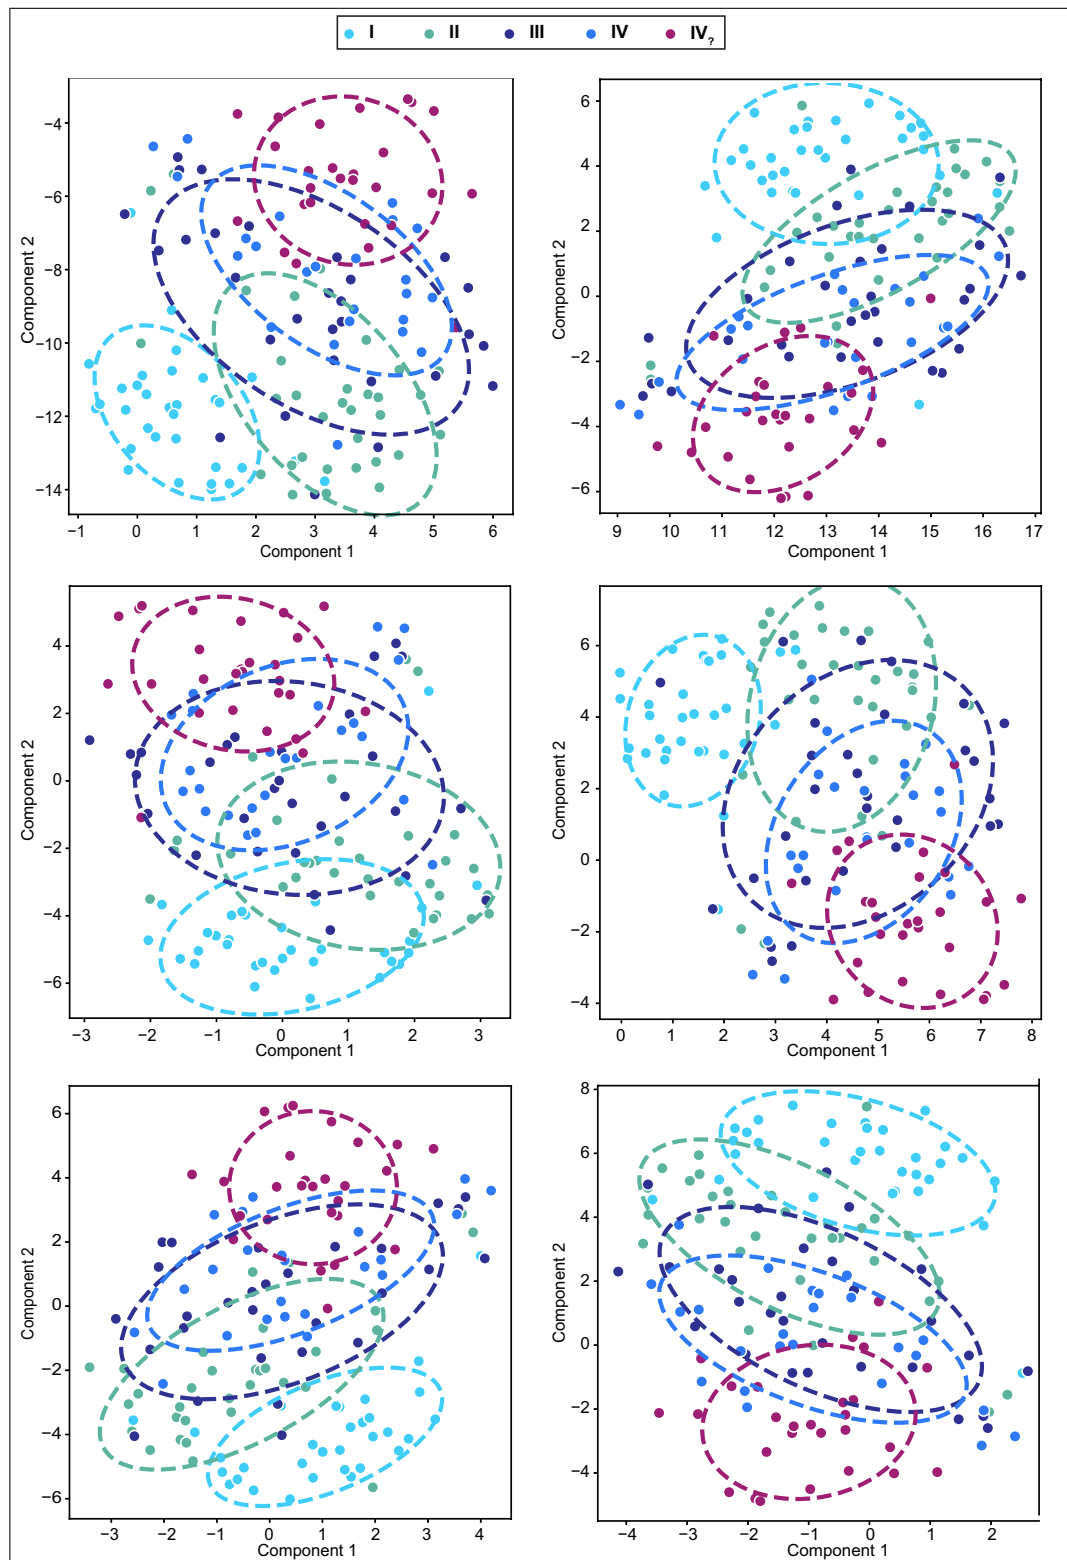 I II III IV IV?
−4
−6
−8
−10
−12
−14
Component 2
−1 0 1 2 3 4 5 6
Component 1
6
4
2
0
−2
−4
−6
Component 2
9 10 11 12 13 14 15 16 17
Component 1
4
2
0
−2
−4
−6
Component 2
−3 −2 −1 0 1 2 3
Component 1
6
4
2
0
−2
−4
Component 2
0 1 2 3 4 5 6 7 8
Component 1
6
4
2
0
−2
−4
−6
Component 2
−3 −2 −1 0 1 2 3 4
Component 1
8
6
4
2
0
−2
−4
Component 2
−4 −3 −2 −1 0 1 2
Component 1